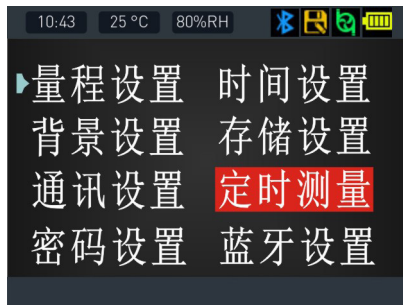 10:43 25 °C 80%RH
量程设置 时间设置
背景设置 存储设置
通讯设置 定时测量
密码设置 蓝牙设置